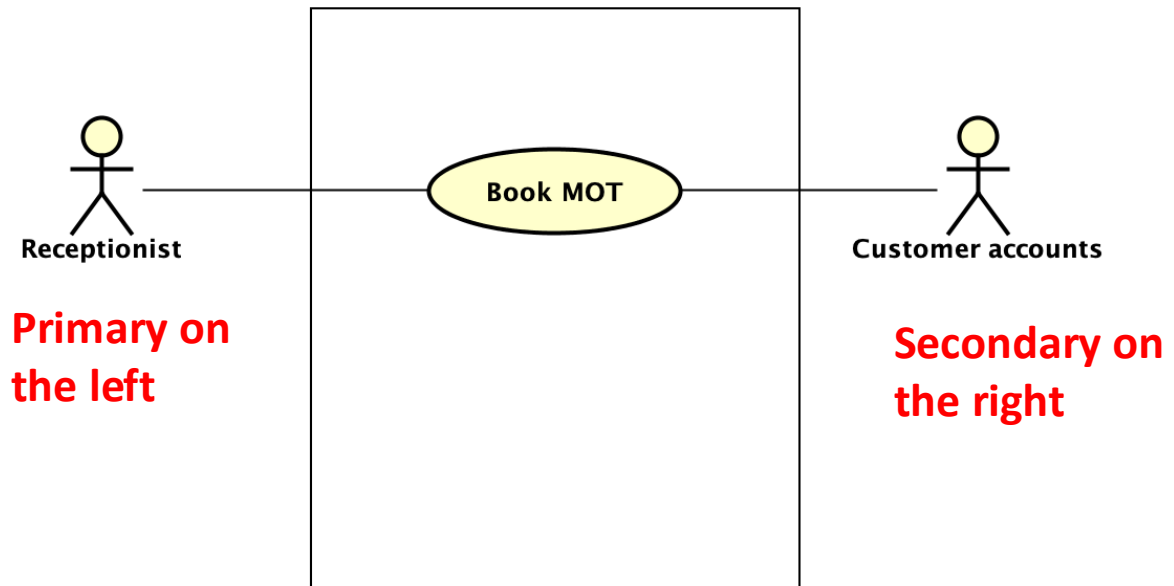 Book MOT
Receptionist
Customer accounts
Primary on
the left
Secondary on
the right